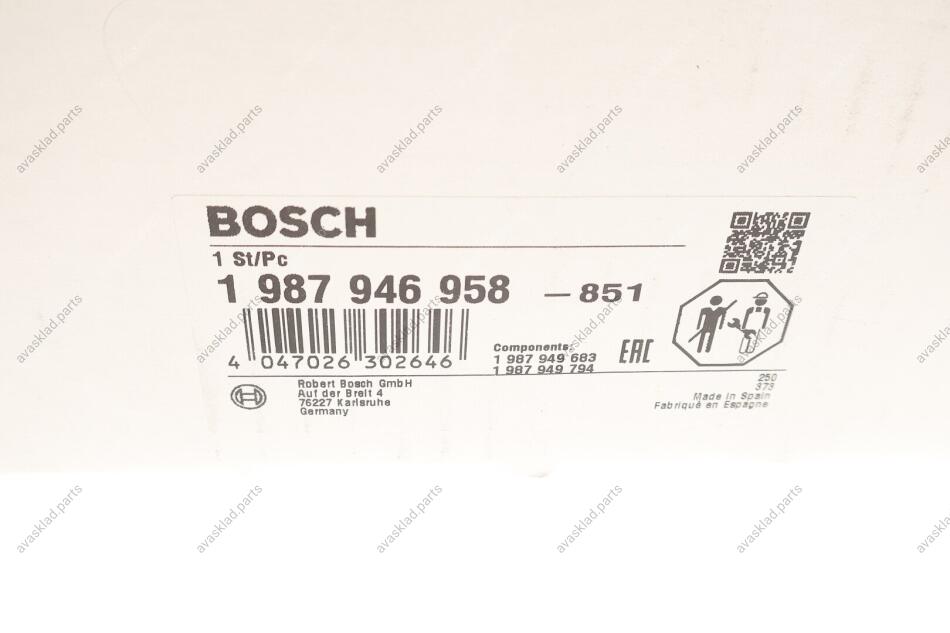 BOSCH
1 St/Pc
1 987 946 958 – 851
4 047026 302646
Components:
1 987 949 683
1 987 949 794
EAC
Robert Bosch GmbH
Auf der Breit 4
76227 Karlsruhe
Germany
250
373
Made in Spain
Fabriqué en Espagne
avasklad.parts